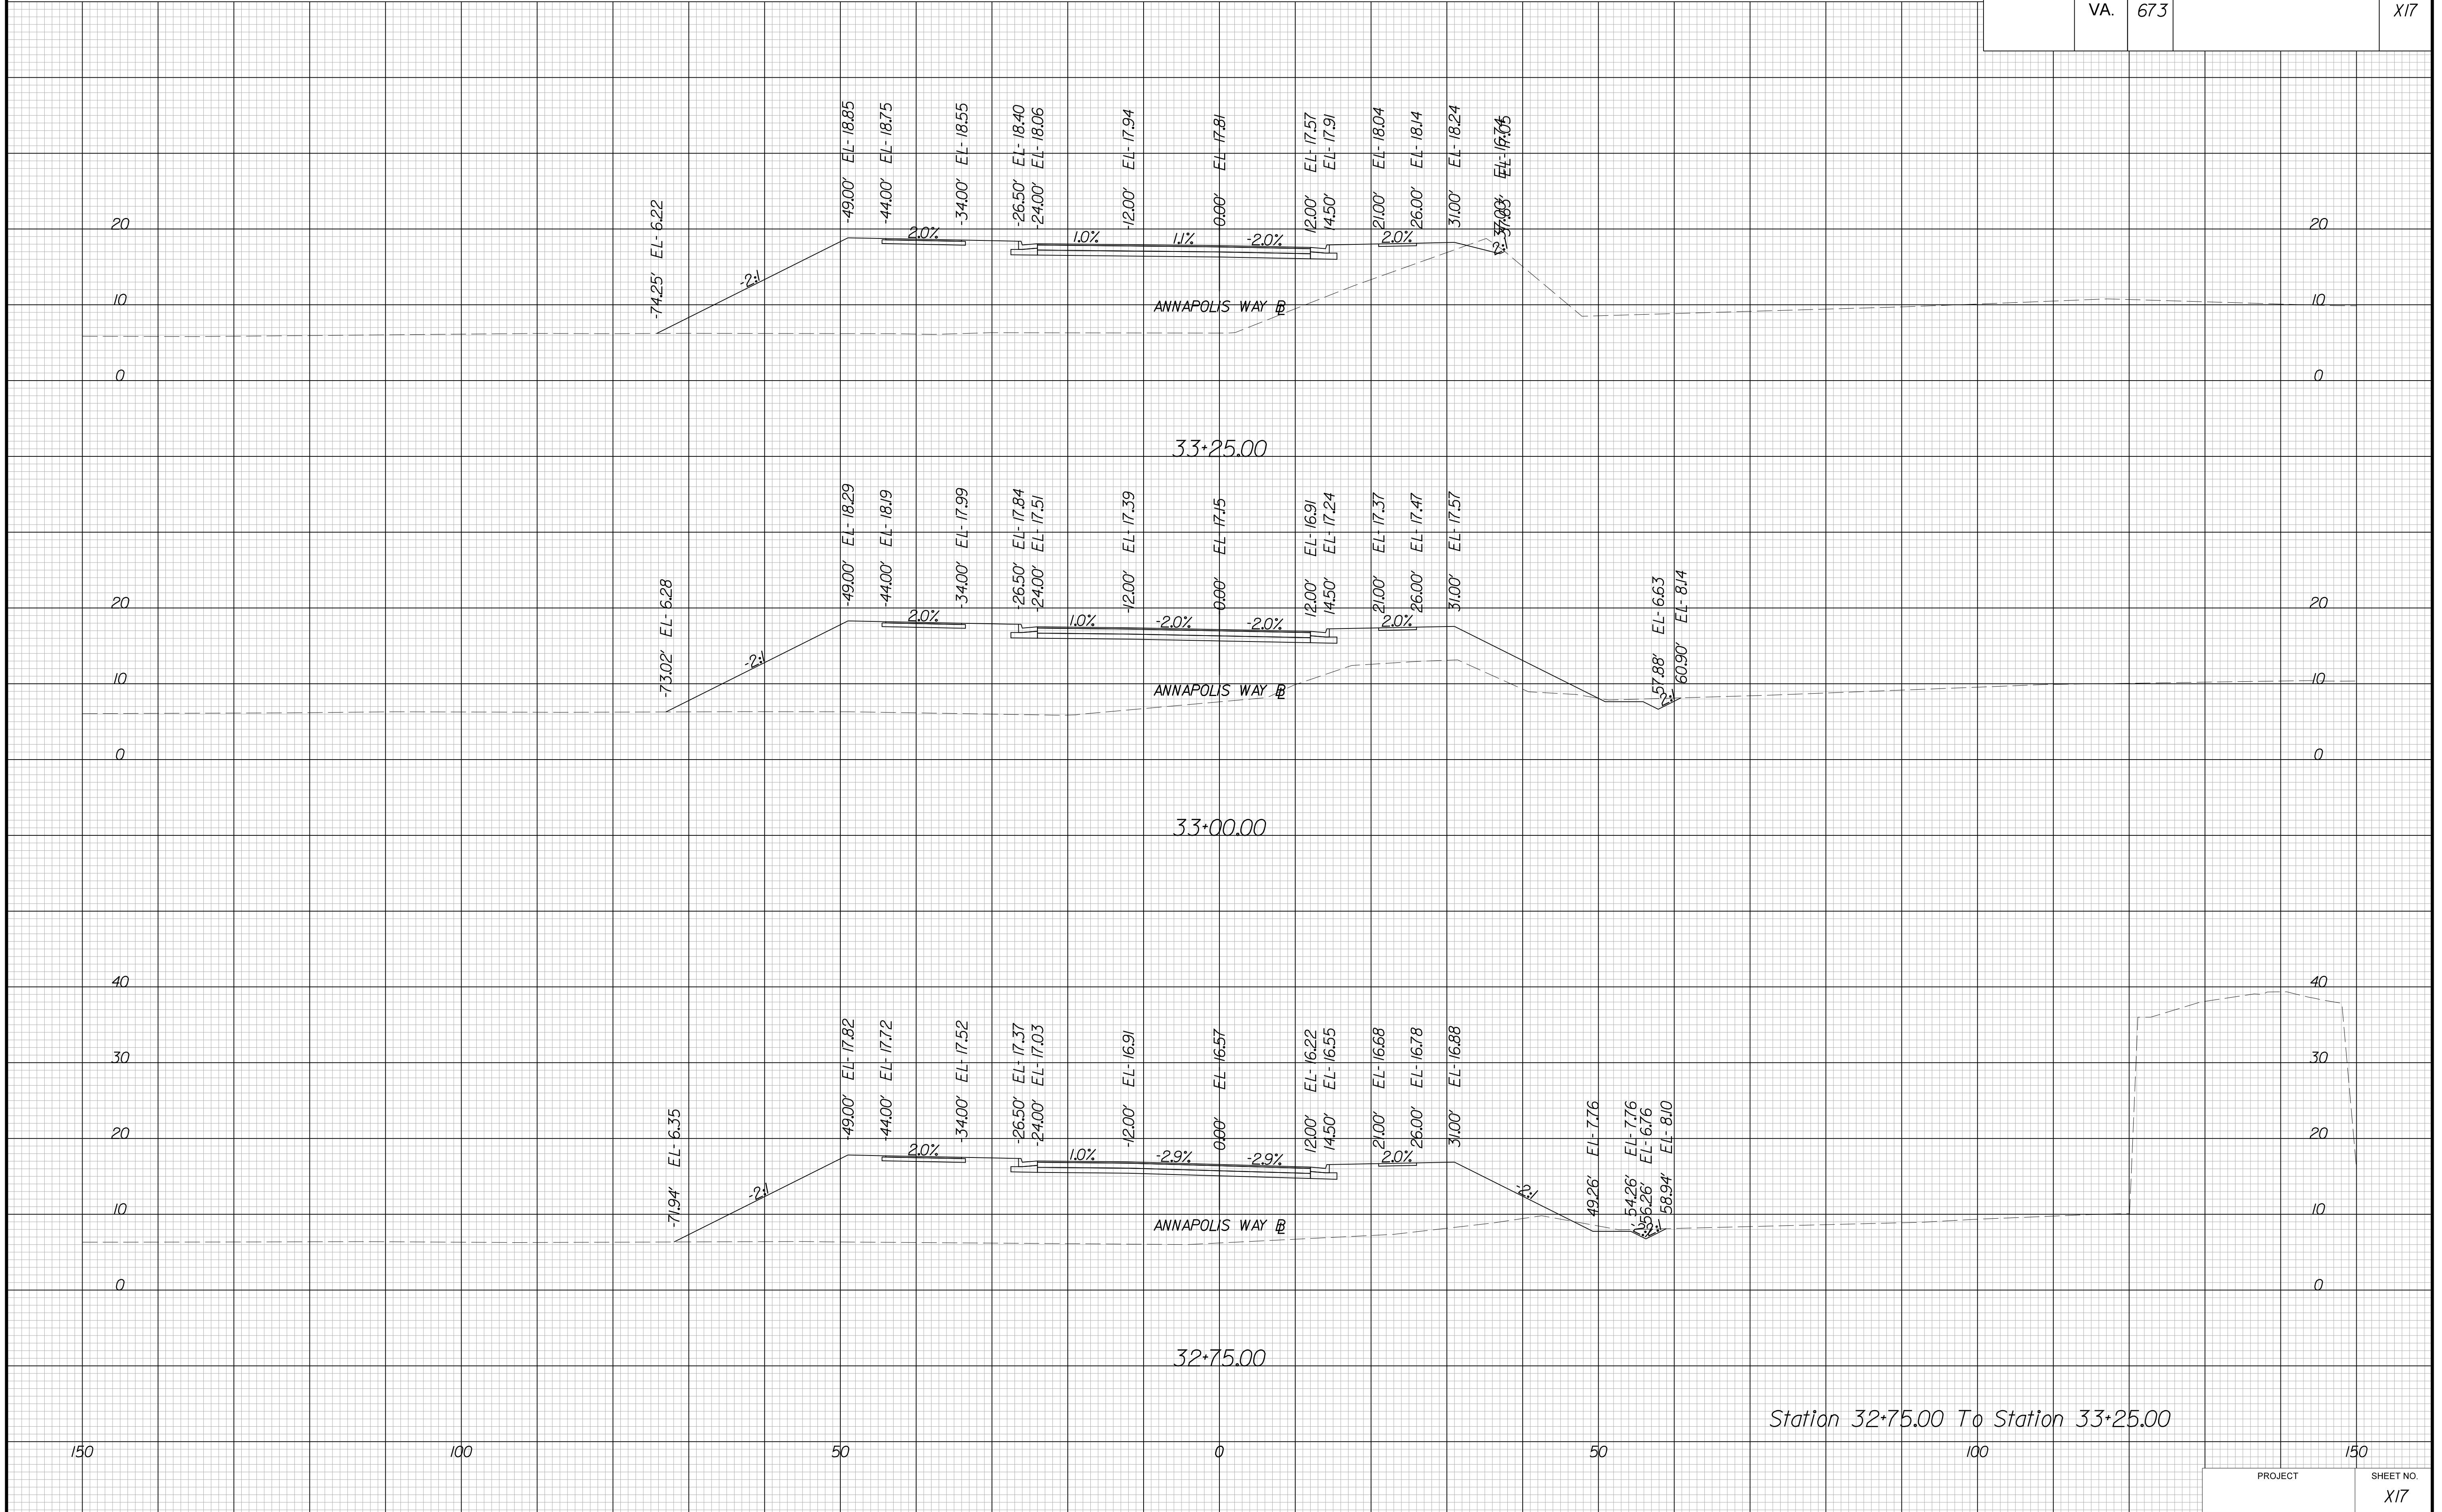 VA. 673 X17
-74.25' EL- 6.22
-49.00' EL- 18.85
-44.00' EL- 18.75
-34.00' EL- 18.55
-26.50' EL- 18.40
-24.00' EL- 18.06
-12.00' EL- 17.94
0.00' EL- 17.81
12.00' EL- 17.57
14.50' EL- 17.91
21.00' EL- 18.04
26.00' EL- 18.14
31.00' EL- 18.24
20 20
-2:1 2.0% 1.0% 1.1% -2.0% 2.0% 2:1
10 ANNAPOLIS WAY BL 10
0 0
33+25.00
-73.02' EL- 6.28
-49.00' EL- 18.29
-44.00' EL- 18.19
-34.00' EL- 17.99
-26.50' EL- 17.84
-24.00' EL- 17.51
-12.00' EL- 17.39
0.00' EL- 17.15
12.00' EL- 16.91
14.50' EL- 17.24
21.00' EL- 17.37
26.00' EL- 17.47
31.00' EL- 17.57
57.88' EL- 6.63
60.90' EL- 8.14
20 20
-2:1 2.0% 1.0% -2.0% -2.0% 2.0% 2:1
10 ANNAPOLIS WAY BL 10
0 0
33+00.00
40 40
30 30
-71.94' EL- 6.35
-49.00' EL- 17.82
-44.00' EL- 17.72
-34.00' EL- 17.52
-26.50' EL- 17.37
-24.00' EL- 17.03
-12.00' EL- 16.91
0.00' EL- 16.57
12.00' EL- 16.22
14.50' EL- 16.55
21.00' EL- 16.68
26.00' EL- 16.78
31.00' EL- 16.88
49.26' EL- 7.76
54.26' EL- 7.76
56.26' EL- 6.76
58.94' EL- 8.10
20 20
-2:1 2.0% 1.0% -2.9% -2.9% 2.0% -2:1
10 ANNAPOLIS WAY BL 10
0 0
32+75.00
Station 32+75.00 To Station 33+25.00
150 100 50 0 50 100 150
PROJECT SHEET NO.
X17